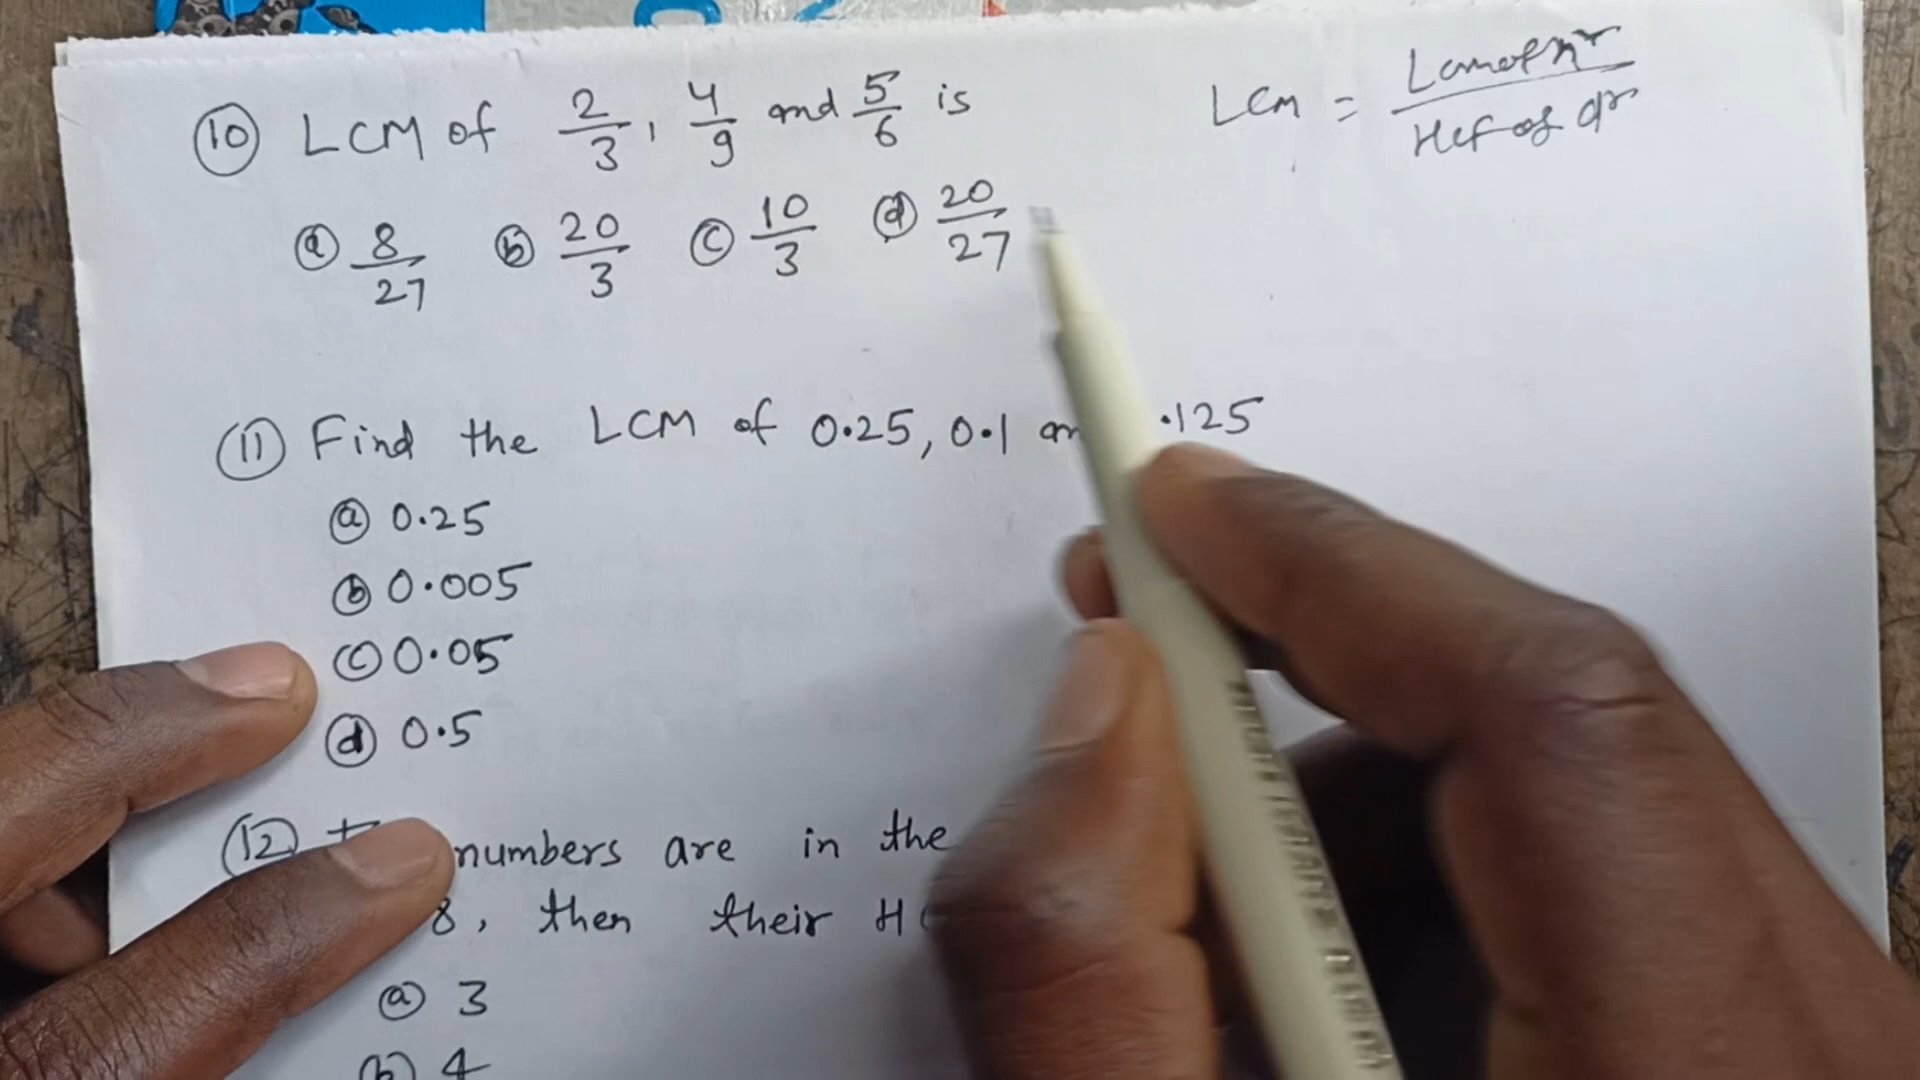 (10) LCM of 2/3, 4/9 and 5/6 is
LCM = Lcm of nr / Hcf of dr
(a) 8/27 (b) 20/3 (c) 10/3 (d) 20/27
(11) Find the LCM of 0.25, 0.1 .125
(a) 0.25
(b) 0.005
(c) 0.05
(d) 0.5
(12) numbers are in the
8, then their H
(a) 3
(b) 4